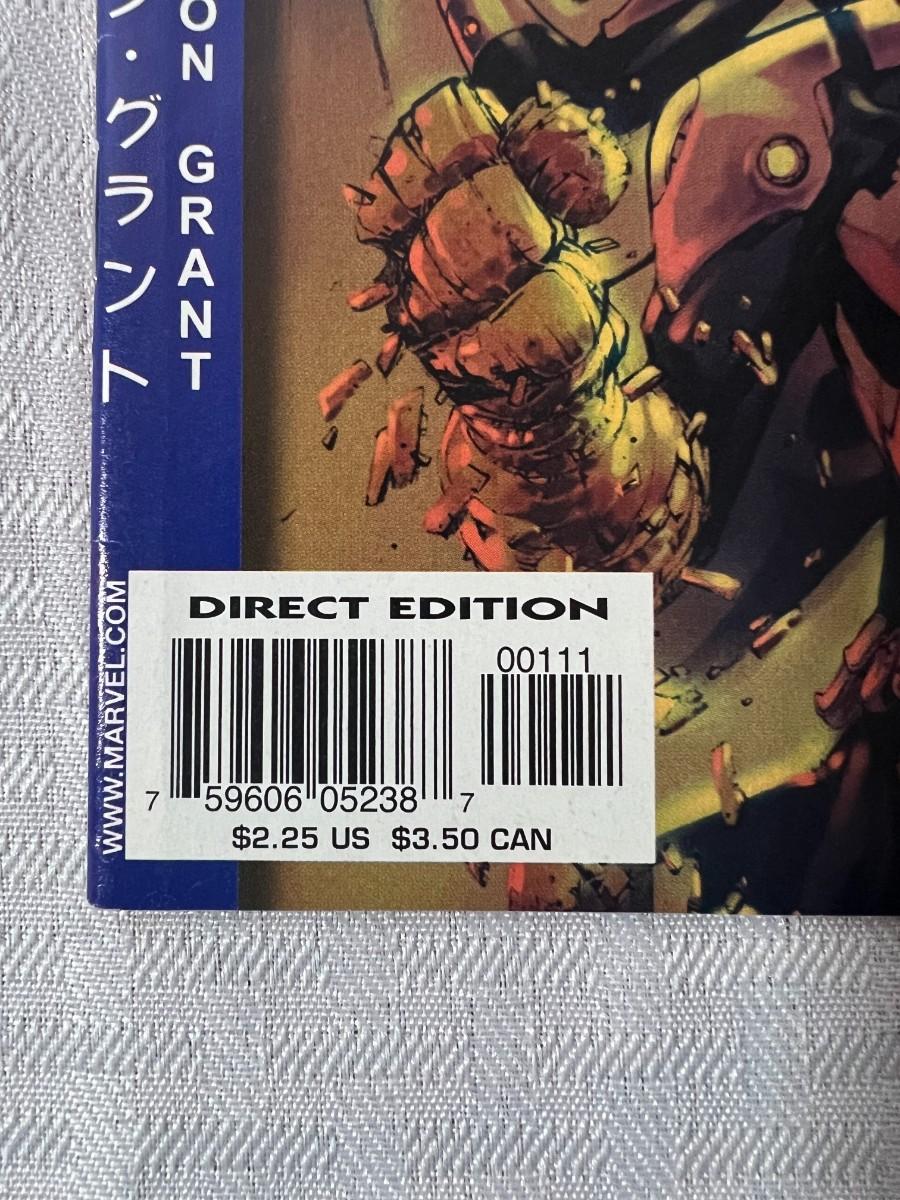 ・グラント
ON GRANT
WWW.MARVEL.COM
DIRECT EDITION
00111
7 59606 05238 7
$2.25 US $3.50 CAN